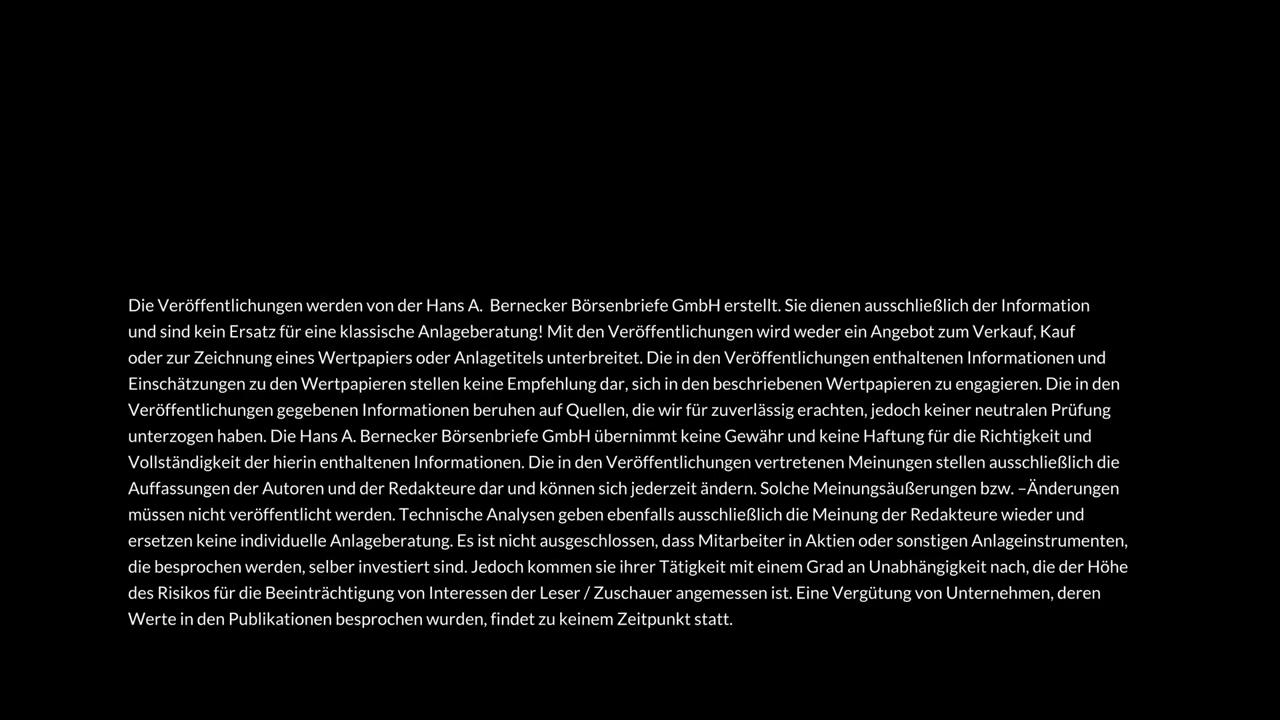 Die Veröffentlichungen werden von der Hans A.  Bernecker Börsenbriefe GmbH erstellt. Sie dienen ausschließlich der Information
und sind kein Ersatz für eine klassische Anlageberatung! Mit den Veröffentlichungen wird weder ein Angebot zum Verkauf, Kauf
oder zur Zeichnung eines Wertpapiers oder Anlagetitels unterbreitet. Die in den Veröffentlichungen enthaltenen Informationen und
Einschätzungen zu den Wertpapieren stellen keine Empfehlung dar, sich in den beschriebenen Wertpapieren zu engagieren. Die in den
Veröffentlichungen gegebenen Informationen beruhen auf Quellen, die wir für zuverlässig erachten, jedoch keiner neutralen Prüfung
unterzogen haben. Die Hans A. Bernecker Börsenbriefe GmbH übernimmt keine Gewähr und keine Haftung für die Richtigkeit und
Vollständigkeit der hierin enthaltenen Informationen. Die in den Veröffentlichungen vertretenen Meinungen stellen ausschließlich die
Auffassungen der Autoren und der Redakteure dar und können sich jederzeit ändern. Solche Meinungsäußerungen bzw. –Änderungen
müssen nicht veröffentlicht werden. Technische Analysen geben ebenfalls ausschließlich die Meinung der Redakteure wieder und
ersetzen keine individuelle Anlageberatung. Es ist nicht ausgeschlossen, dass Mitarbeiter in Aktien oder sonstigen Anlageinstrumenten,
die besprochen werden, selber investiert sind. Jedoch kommen sie ihrer Tätigkeit mit einem Grad an Unabhängigkeit nach, die der Höhe
des Risikos für die Beeinträchtigung von Interessen der Leser / Zuschauer angemessen ist. Eine Vergütung von Unternehmen, deren
Werte in den Publikationen besprochen wurden, findet zu keinem Zeitpunkt statt.